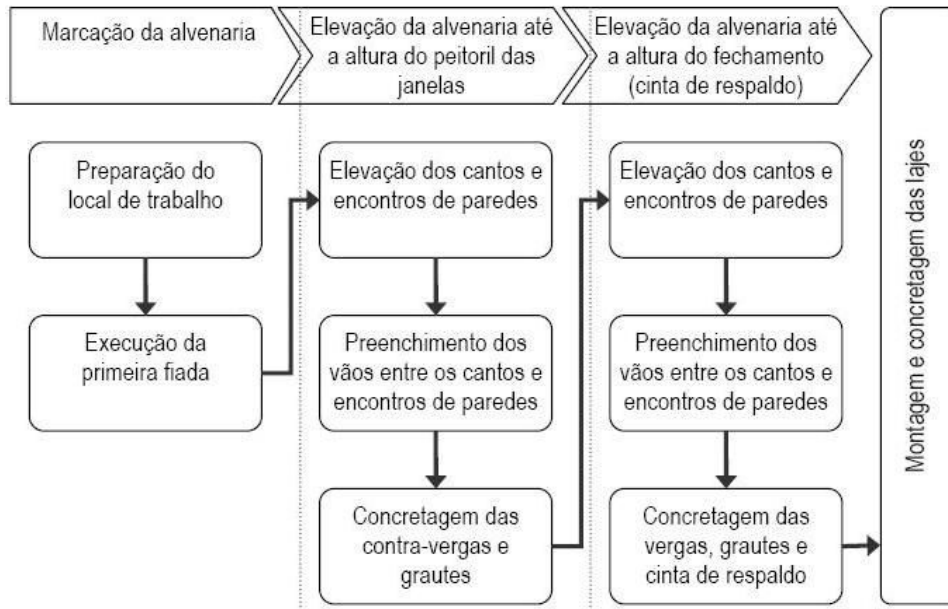 Marcação da alvenaria
Elevação da alvenaria até
a altura do peitoril das
janelas
Elevação da alvenaria até
a altura do fechamento
(cinta de respaldo)
Preparação do
local de trabalho
Execução da
primeira fiada
Elevação dos cantos e
encontros de paredes
Preenchimento dos
vãos entre os cantos e
encontros de paredes
Concretagem das
contra-vergas e
grautes
Elevação dos cantos e
encontros de paredes
Preenchimento dos
vãos entre os cantos e
encontros de paredes
Concretagem das
vergas, grautes e
cinta de respaldo
Montagem e concretagem das lajes